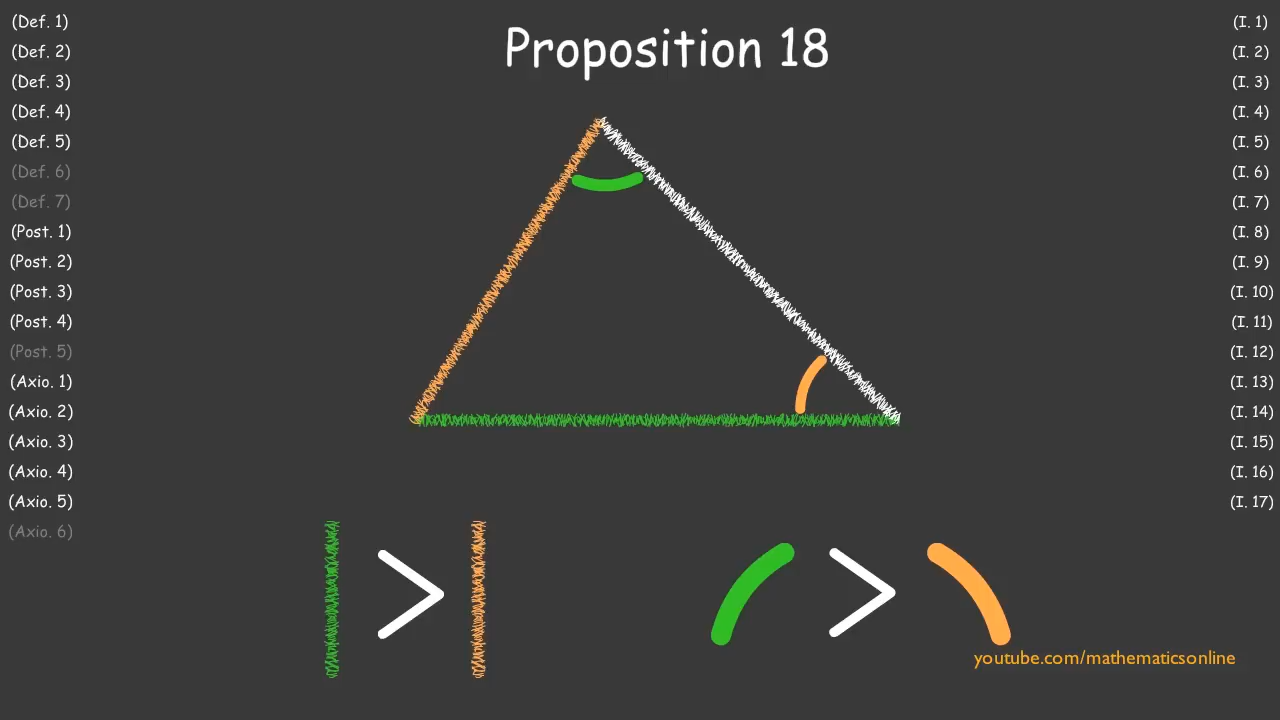 Proposition 18
(Def. 1)
(Def. 2)
(Def. 3)
(Def. 4)
(Def. 5)
(Def. 6)
(Def. 7)
(Post. 1)
(Post. 2)
(Post. 3)
(Post. 4)
(Post. 5)
(Axio. 1)
(Axio. 2)
(Axio. 3)
(Axio. 4)
(Axio. 5)
(Axio. 6)
(I. 1)
(I. 2)
(I. 3)
(I. 4)
(I. 5)
(I. 6)
(I. 7)
(I. 8)
(I. 9)
(I. 10)
(I. 11)
(I. 12)
(I. 13)
(I. 14)
(I. 15)
(I. 16)
(I. 17)
>
>
youtube.com/mathematicsonline